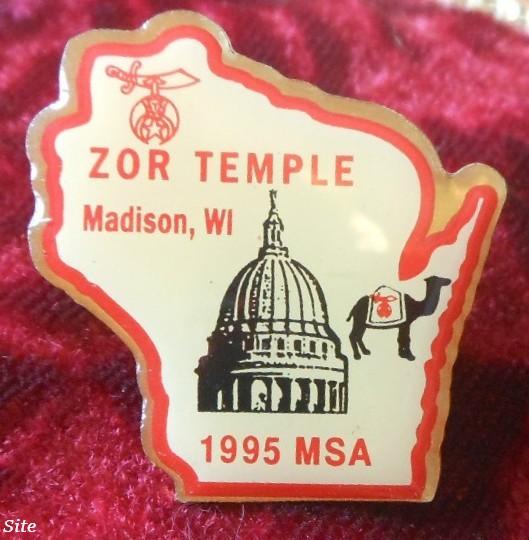 ZOR TEMPLE
Madison, WI
1995 MSA
Site